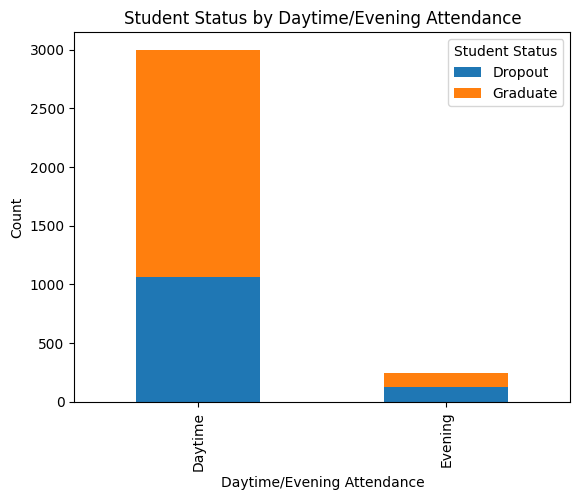 Student Status by Daytime/Evening Attendance
Student Status
Dropout
Graduate
Count
3000
2500
2000
1500
1000
500
0
Daytime
Evening
Daytime/Evening Attendance